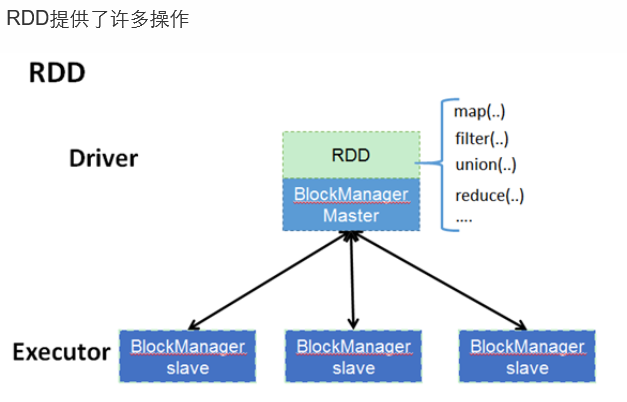 RDD提供了许多操作
RDD
map(..)
filter(..)
union(..)
reduce(..)
....
Driver
RDD
BlockManager
Master
Executor
BlockManager
slave
BlockManager
slave
BlockManager
slave